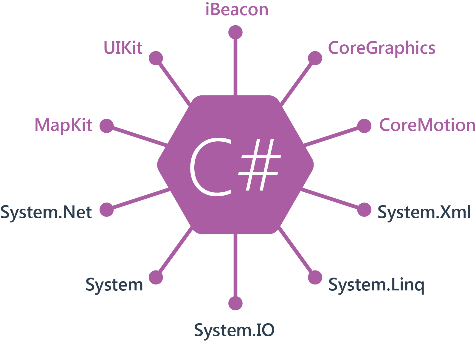 iBeacon
UIKit
CoreGraphics
MapKit
CoreMotion
C#
System.Net
System.Xml
System
System.Linq
System.IO